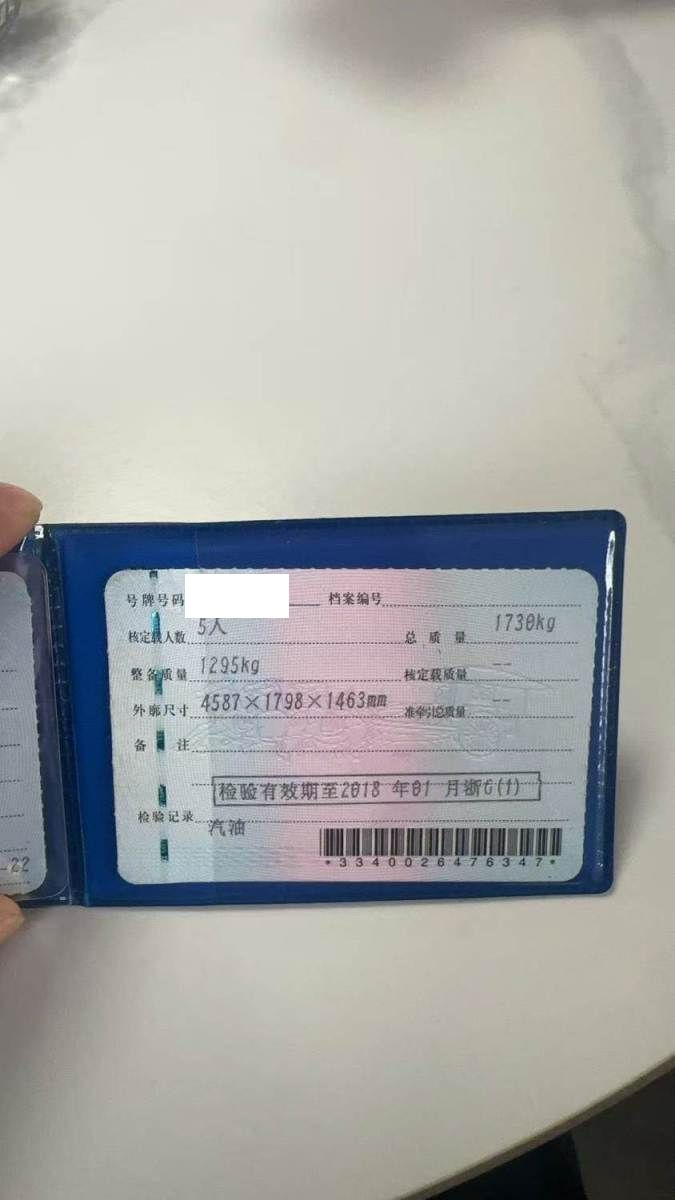 号牌号码 档案编号
核定载人数 5人 总质量 1730kg
整备质量 1295kg 核定载质量 --
外廓尺寸 4587×1798×1463mm 准牵引总质量 --
备注
检验有效期至2018年01月浙G(1)
检验记录
汽油
*3340026476347*
-22